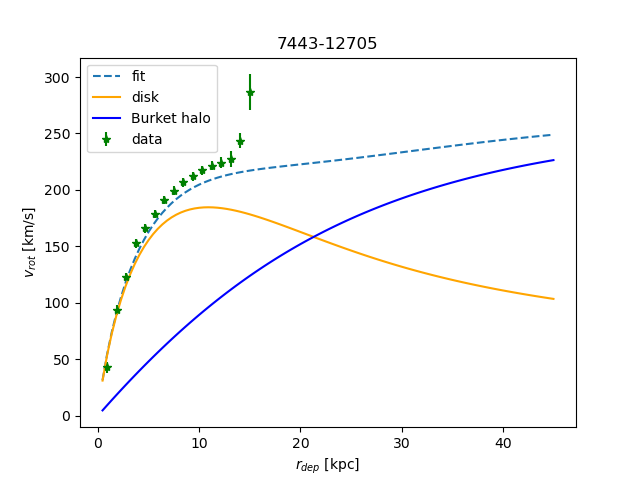 7443-12705
fit
disk
Burket halo
data
300
250
200
150
100
50
0
v_rot [km/s]
0 10 20 30 40
r_dep [kpc]